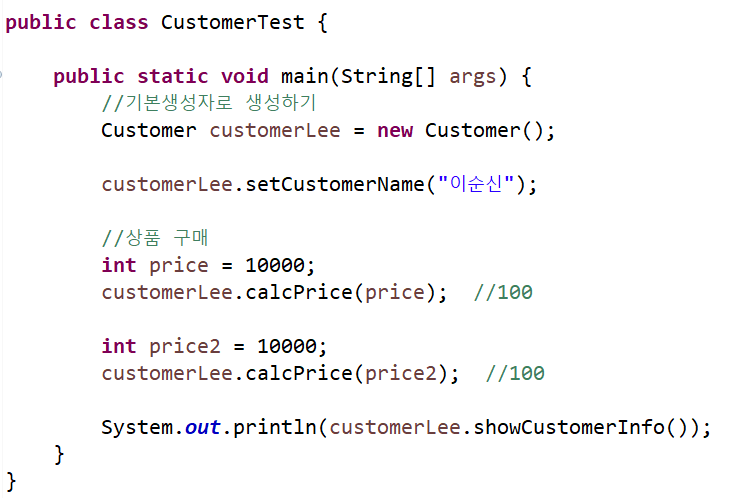 public class CustomerTest {
public static void main(String[] args) {
//기본생성자로 생성하기
Customer customerLee = new Customer();
customerLee.setCustomerName("이순신");
//상품 구매
int price = 10000;
customerLee.calcPrice(price);  //100
int price2 = 10000;
customerLee.calcPrice(price2);  //100
System.out.println(customerLee.showCustomerInfo());
}
}